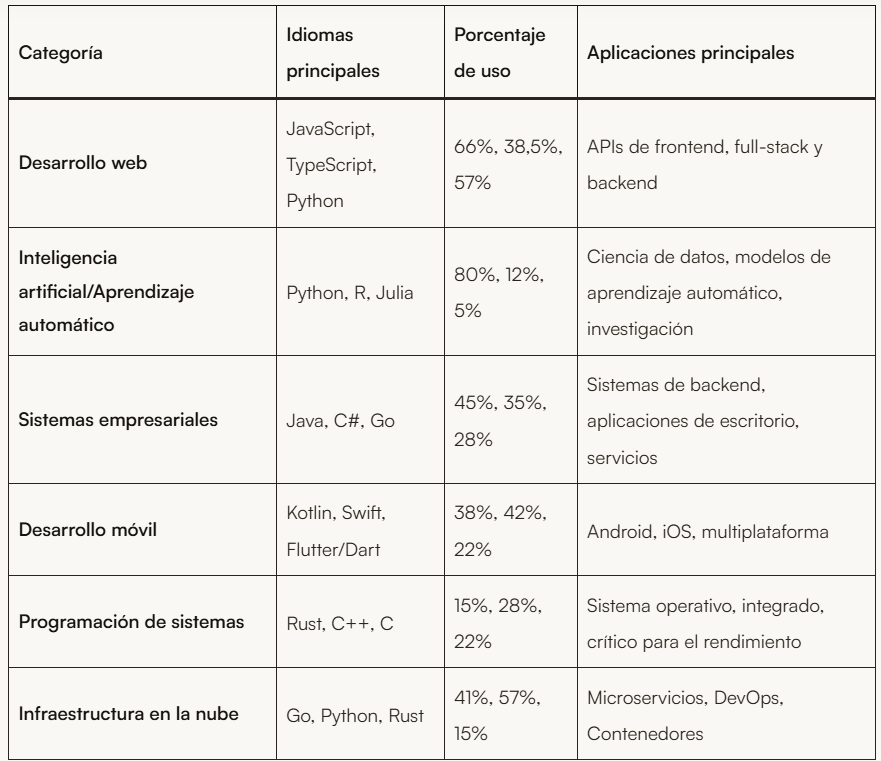 Categoría
Idiomas
principales
Porcentaje
de uso
Aplicaciones principales
Desarrollo web
JavaScript,
TypeScript,
Python
66%, 38,5%,
57%
APIs de frontend, full-stack y
backend
Inteligencia
artificial/Aprendizaje
automático
Python, R, Julia
80%, 12%,
5%
Ciencia de datos, modelos de
aprendizaje automático,
investigación
Sistemas empresariales
Java, C#, Go
45%, 35%,
28%
Sistemas de backend,
aplicaciones de escritorio,
servicios
Desarrollo móvil
Kotlin, Swift,
Flutter/Dart
38%, 42%,
22%
Android, iOS, multiplataforma
Programación de sistemas
Rust, C++, C
15%, 28%,
22%
Sistema operativo, integrado,
crítico para el rendimiento
Infraestructura en la nube
Go, Python, Rust
41%, 57%,
15%
Microservicios, DevOps,
Contenedores